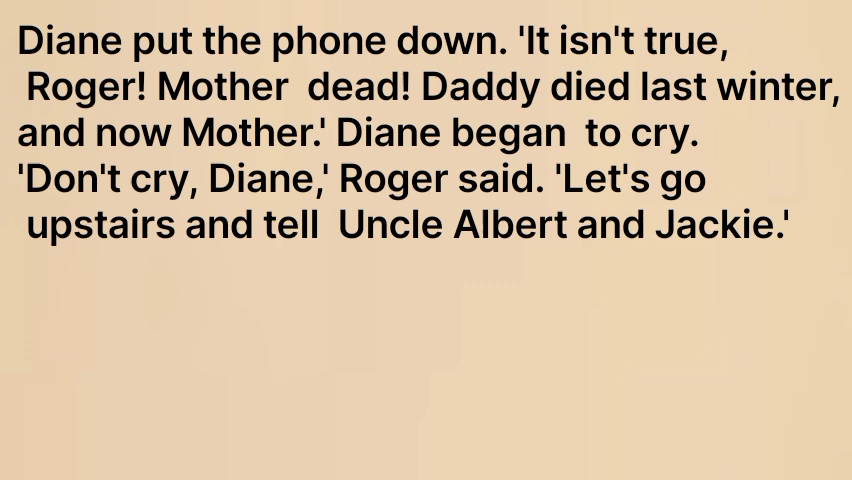 Diane put the phone down. 'It isn't true,
Roger! Mother dead! Daddy died last winter,
and now Mother.' Diane began to cry.
'Don't cry, Diane,' Roger said. 'Let's go
upstairs and tell Uncle Albert and Jackie.'